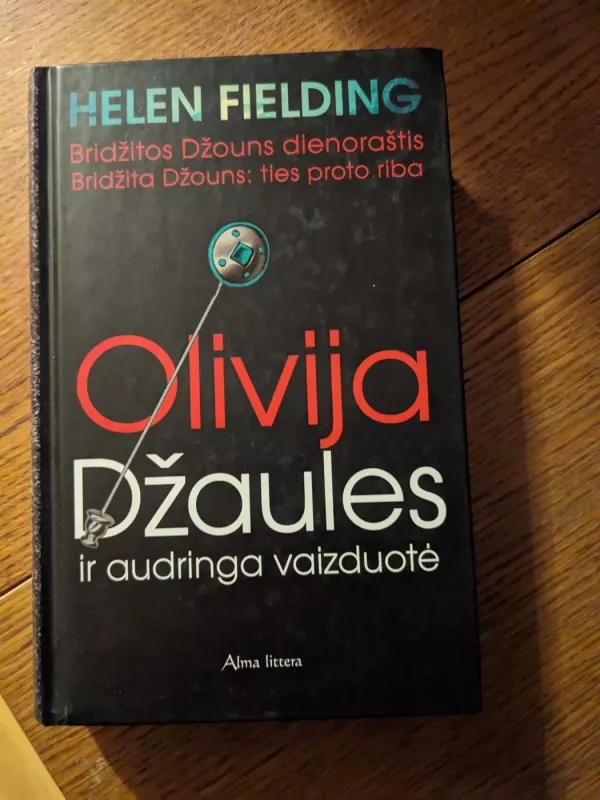 HELEN FIELDING
Bridžitos Džouns dienoraštis
Bridžita Džouns: ties proto riba
Olivija
Džaules
ir audringa vaizduotė
Alma littera